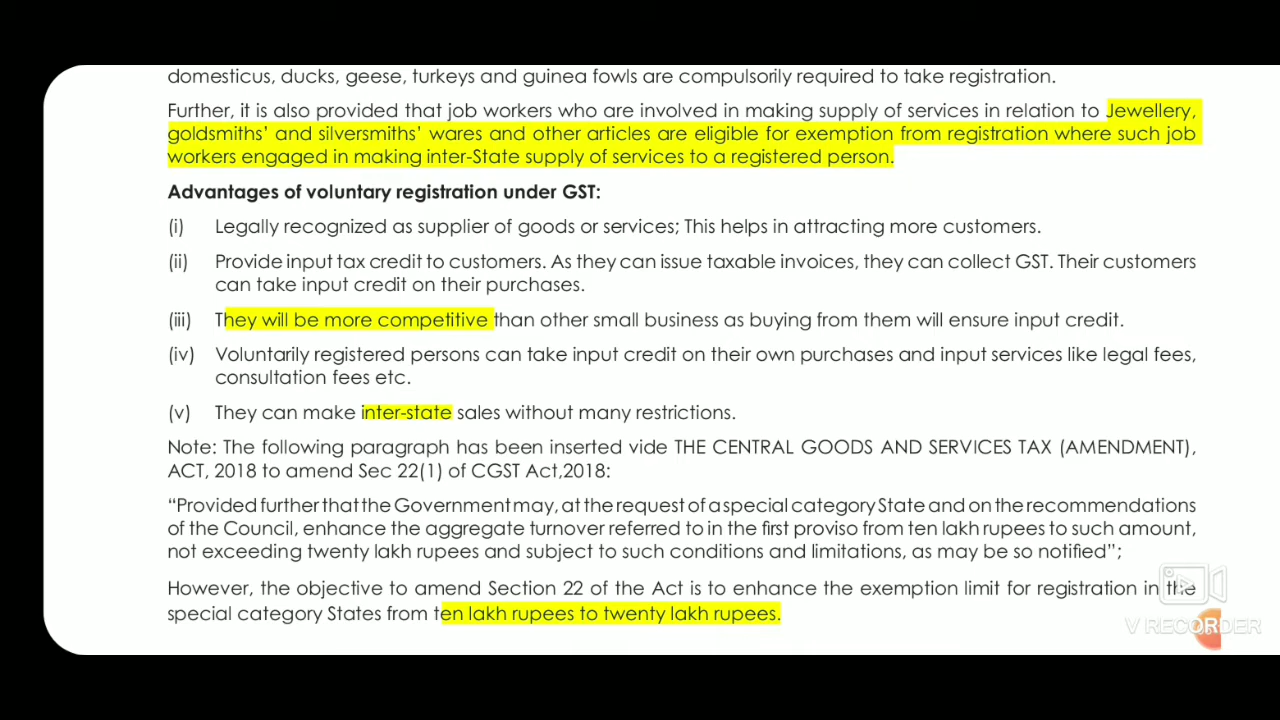 domesticus, ducks, geese, turkeys and guinea fowls are compulsorily required to take registration.
Further, it is also provided that job workers who are involved in making supply of services in relation to Jewellery,
goldsmiths’ and silversmiths’ wares and other articles are eligible for exemption from registration where such job
workers engaged in making inter-State supply of services to a registered person.
Advantages of voluntary registration under GST:
(i) Legally recognized as supplier of goods or services; This helps in attracting more customers.
(ii) Provide input tax credit to customers. As they can issue taxable invoices, they can collect GST. Their customers
can take input credit on their purchases.
(iii) They will be more competitive than other small business as buying from them will ensure input credit.
(iv) Voluntarily registered persons can take input credit on their own purchases and input services like legal fees,
consultation fees etc.
(v) They can make inter-state sales without many restrictions.
Note: The following paragraph has been inserted vide THE CENTRAL GOODS AND SERVICES TAX (AMENDMENT),
ACT, 2018 to amend Sec 22(1) of CGST Act,2018:
“Provided further that the Government may, at the request of a special category State and on the recommendations
of the Council, enhance the aggregate turnover referred to in the first proviso from ten lakh rupees to such amount,
not exceeding twenty lakh rupees and subject to such conditions and limitations, as may be so notified”;
However, the objective to amend Section 22 of the Act is to enhance the exemption limit for registration in the
special category States from ten lakh rupees to twenty lakh rupees.
V RECORDER